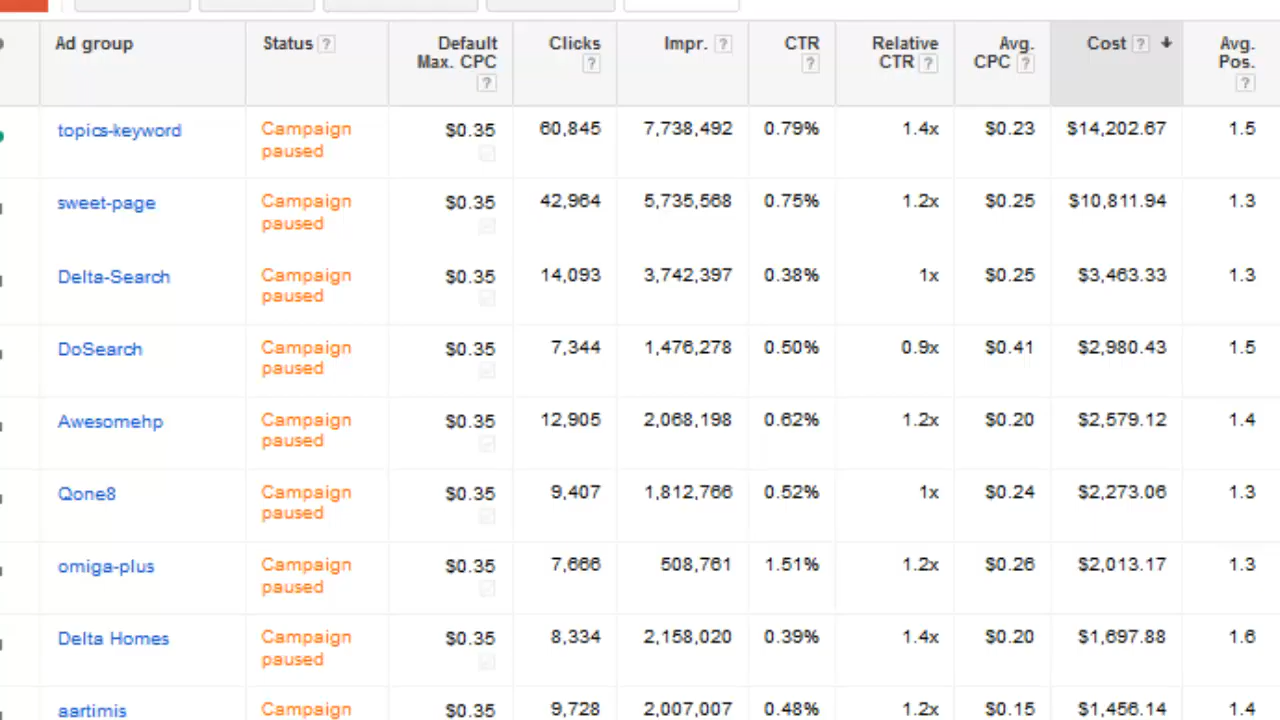 Ad group Status ? Default Max. CPC ? Clicks ? Impr. ? CTR ? Relative CTR ? Avg. CPC ? Cost ? Avg. Pos. ?
topics-keyword Campaign paused $0.35 60,845 7,738,492 0.79% 1.4x $0.23 $14,202.67 1.5
sweet-page Campaign paused $0.35 42,964 5,735,568 0.75% 1.2x $0.25 $10,811.94 1.3
Delta-Search Campaign paused $0.35 14,093 3,742,397 0.38% 1x $0.25 $3,463.33 1.3
DoSearch Campaign paused $0.35 7,344 1,476,278 0.50% 0.9x $0.41 $2,980.43 1.5
Awesomehp Campaign paused $0.35 12,905 2,068,198 0.62% 1.2x $0.20 $2,579.12 1.4
Qone8 Campaign paused $0.35 9,407 1,812,766 0.52% 1x $0.24 $2,273.06 1.3
omiga-plus Campaign paused $0.35 7,666 508,761 1.51% 1.2x $0.26 $2,013.17 1.3
Delta Homes Campaign paused $0.35 8,334 2,158,020 0.39% 1.4x $0.20 $1,697.88 1.6
aartimis Campaign $0.35 9,728 2,007,007 0.48% 1.2x $0.15 $1,456.14 1.4